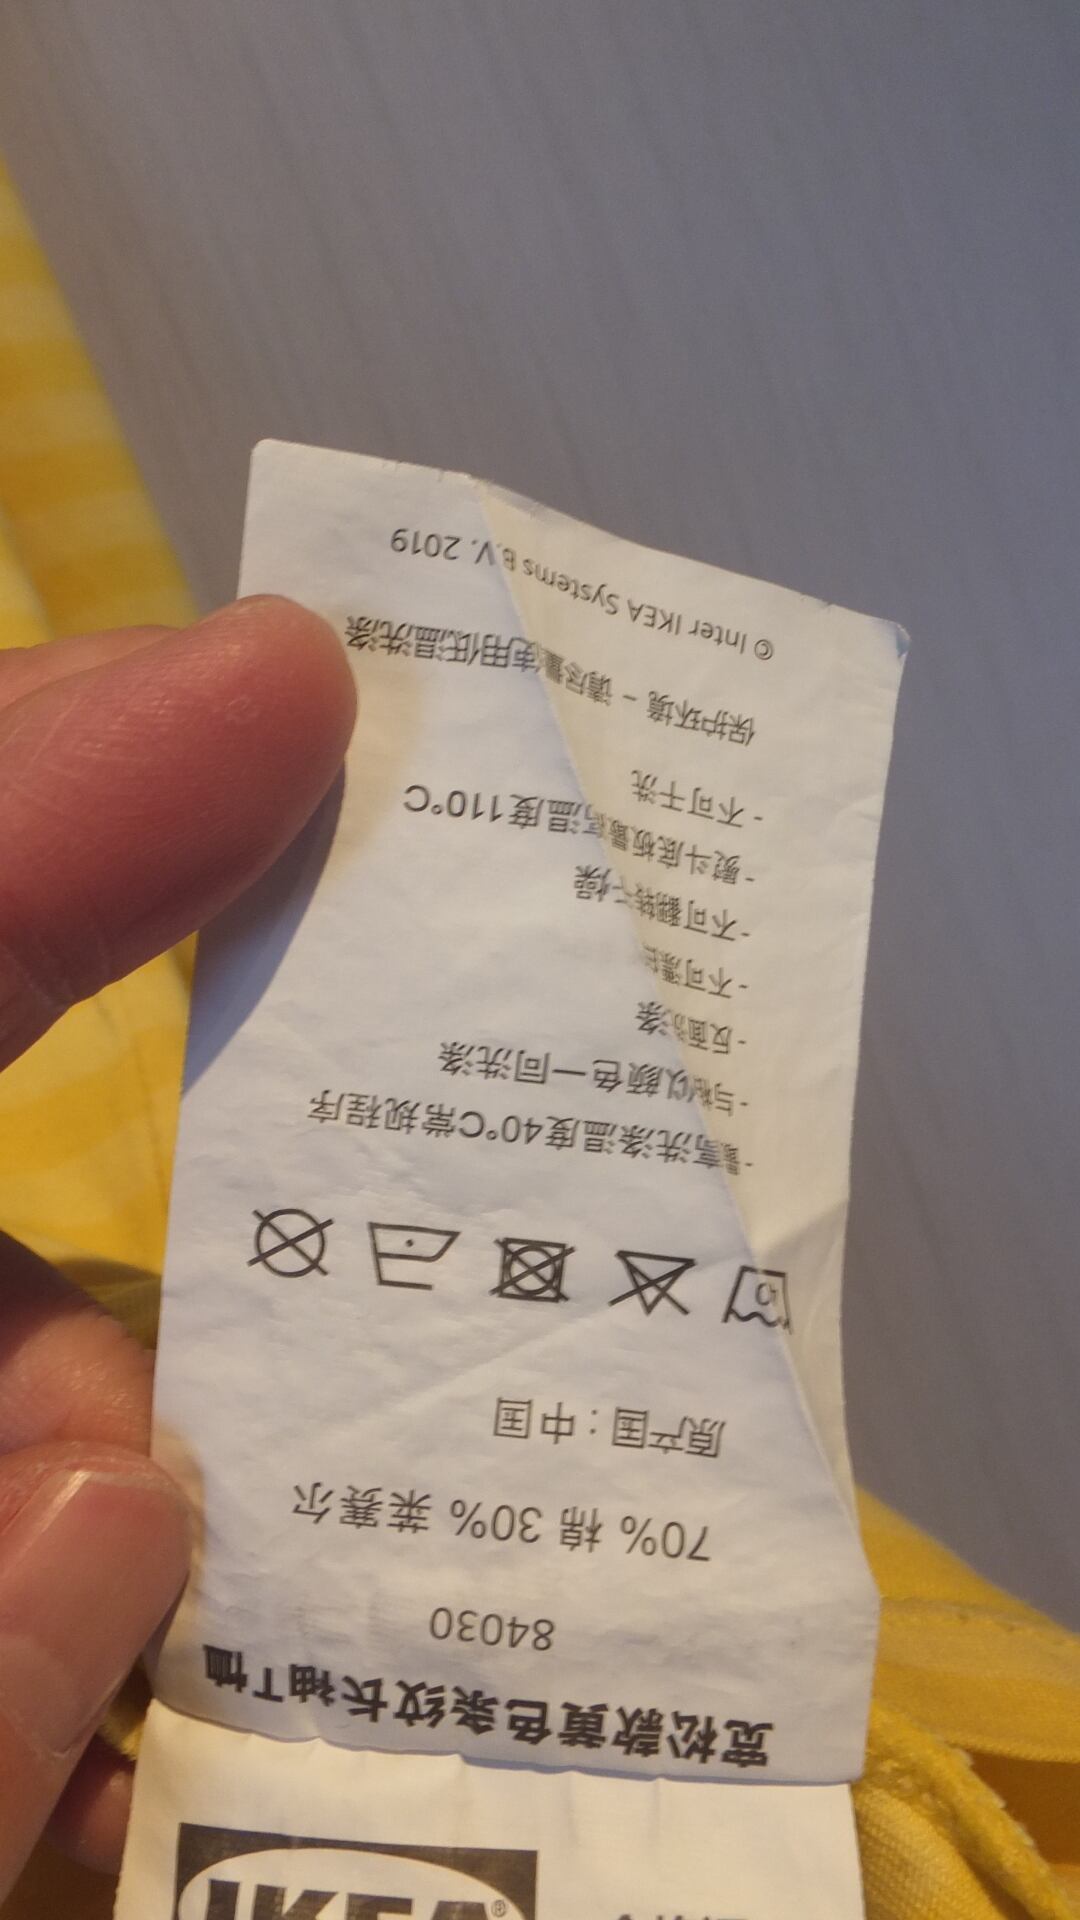 宽松款黄色条纹长袖T恤
84030
70% 棉 30% 莱赛尔
原产国：中国
40
-最高洗涤温度40°C常规程序
-与相似颜色一同洗涤
-反面洗涤
-不可漂白
-不可翻转干燥
-熨斗底板最高温度110°C
-不可干洗
保护环境 – 请尽量使用低温洗涤
© Inter IKEA Systems B.V. 2019
IKEA®